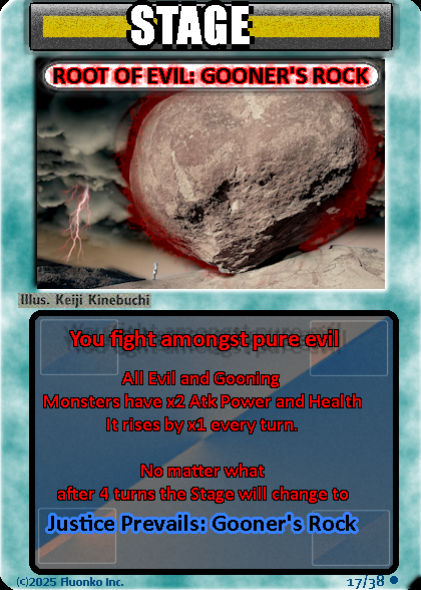 STAGE
ROOT OF EVIL: GOONER'S ROCK
Illus. Keiji Kinebuchi
You fight amongst pure evil
All Evil and Gooning
Monsters have x2 Atk Power and Health
It rises by x1 every turn.
No matter what
after 4 turns the Stage will change to
Justice Prevails: Gooner's Rock
(c)2025 Fluonko Inc.
17/38 ●